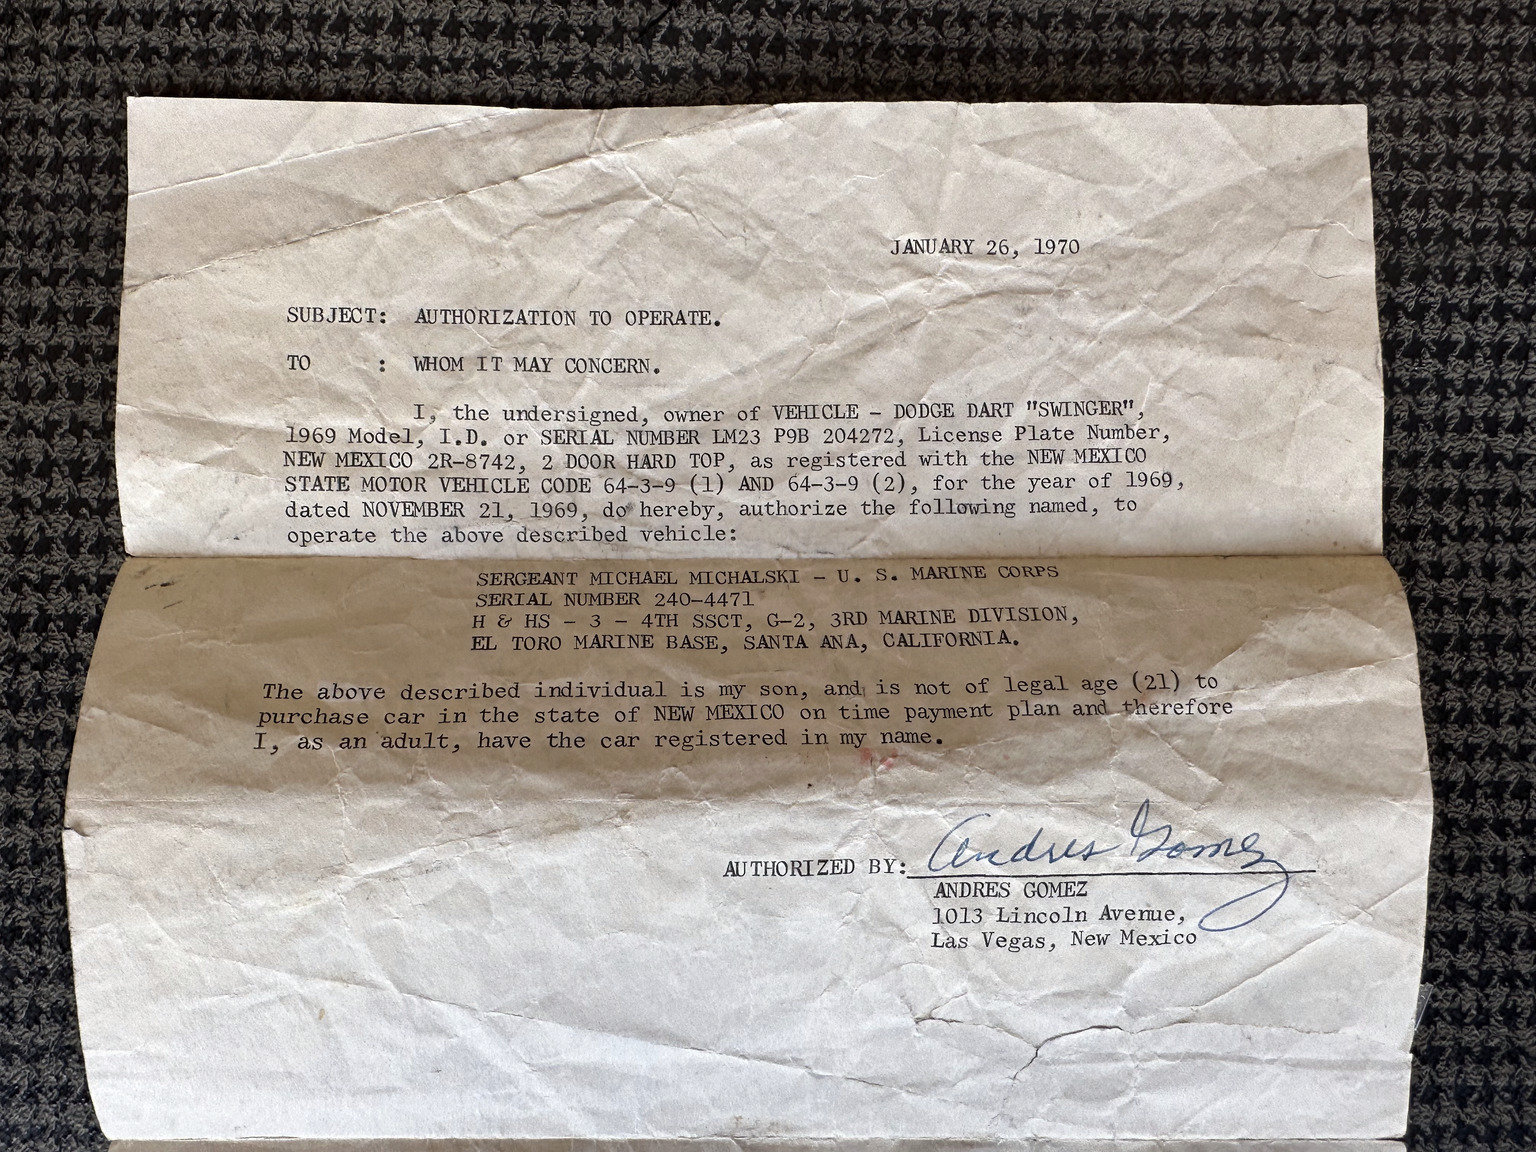 JANUARY 26, 1970
SUBJECT: AUTHORIZATION TO OPERATE.
TO : WHOM IT MAY CONCERN.
I, the undersigned, owner of VEHICLE - DODGE DART "SWINGER",
1969 Model, I.D. or SERIAL NUMBER LM23 P9B 204272, License Plate Number,
NEW MEXICO 2R-8742, 2 DOOR HARD TOP, as registered with the NEW MEXICO
STATE MOTOR VEHICLE CODE 64-3-9 (1) AND 64-3-9 (2), for the year of 1969,
dated NOVEMBER 21, 1969, do hereby, authorize the following named, to
operate the above described vehicle:
SERGEANT MICHAEL MICHALSKI - U. S. MARINE CORPS
SERIAL NUMBER 240-4471
H & HS - 3 - 4TH SSCT, G-2, 3RD MARINE DIVISION,
EL TORO MARINE BASE, SANTA ANA, CALIFORNIA.
The above described individual is my son, and is not of legal age (21) to
purchase car in the state of NEW MEXICO on time payment plan and therefore
I, as an adult, have the car registered in my name.
AUTHORIZED BY: Andres Gomez
ANDRES GOMEZ
1013 Lincoln Avenue,
Las Vegas, New Mexico